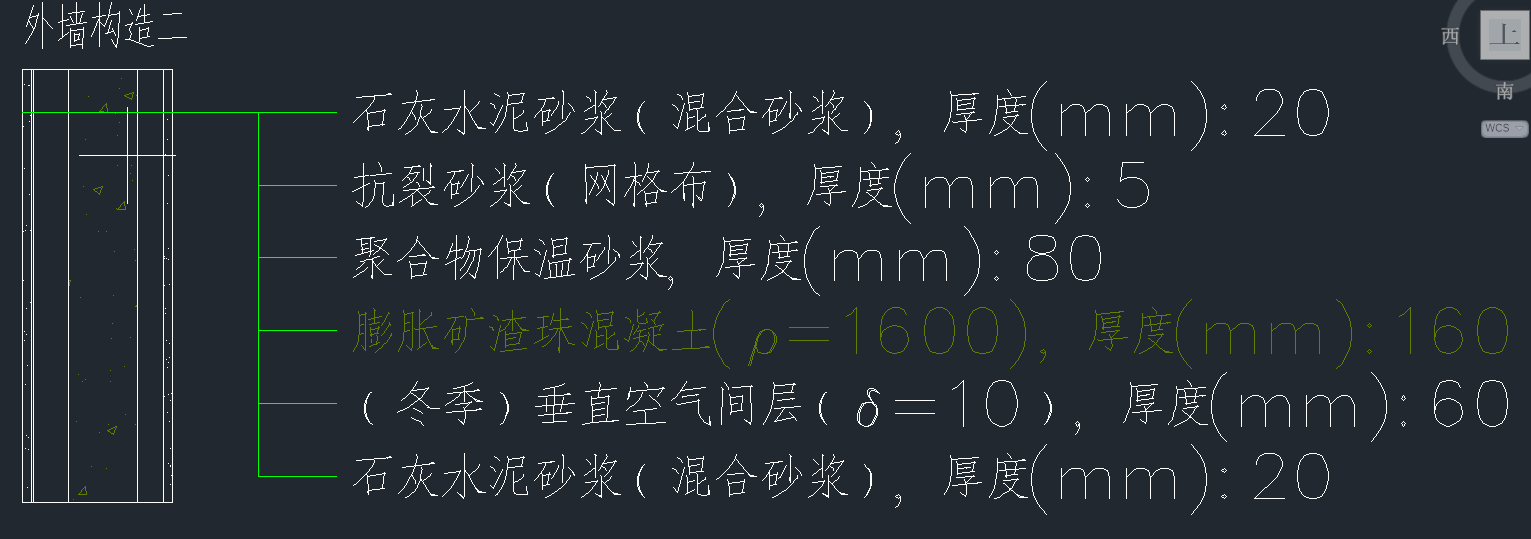 外墙构造二
西
上
南
WCS
石灰水泥砂浆(混合砂浆), 厚度(mm):20
抗裂砂浆(网格布), 厚度(mm):5
聚合物保温砂浆, 厚度(mm):80
膨胀矿渣珠混凝土(ρ=1600), 厚度(mm):160
(冬季)垂直空气间层(δ=10), 厚度(mm):60
石灰水泥砂浆(混合砂浆), 厚度(mm):20